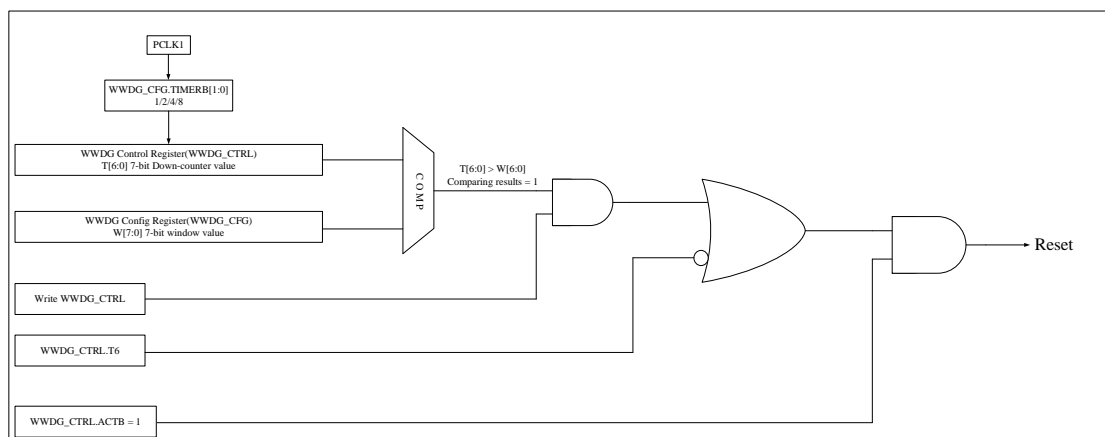 PCLK1
WWDG_CFG.TIMERB[1:0]
1/2/4/8
WWDG Control Register(WWDG_CTRL)
T[6:0] 7-bit Down-counter value
COMP
T[6:0] > W[6:0]
Comparing results = 1
WWDG Config Register(WWDG_CFG)
W[7:0] 7-bit window value
Reset
Write WWDG_CTRL
WWDG_CTRL.T6
WWDG_CTRL.ACTB = 1